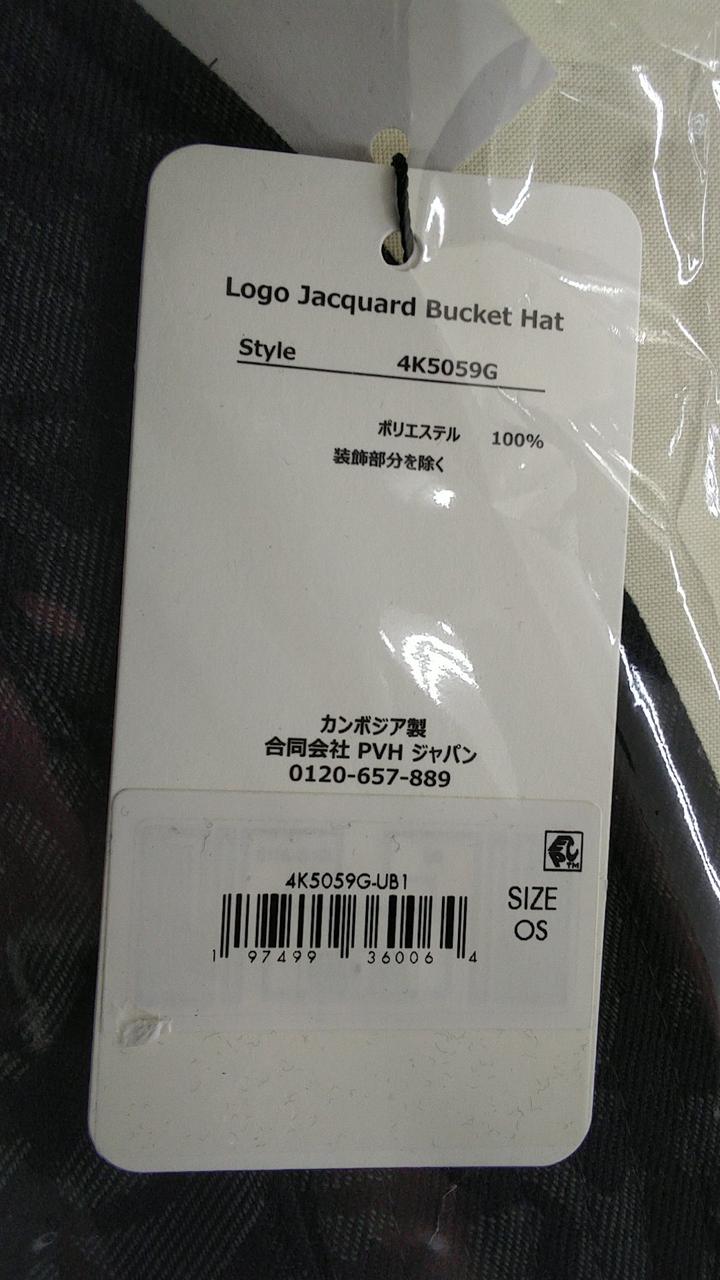 Logo Jacquard Bucket Hat
Style 4K5059G
ポリエステル 100%
装飾部分を除く
カンボジア製
合同会社 PVH ジャパン
0120-657-889
4K5059G-UB1
1 97499 36006 4
SIZE
OS